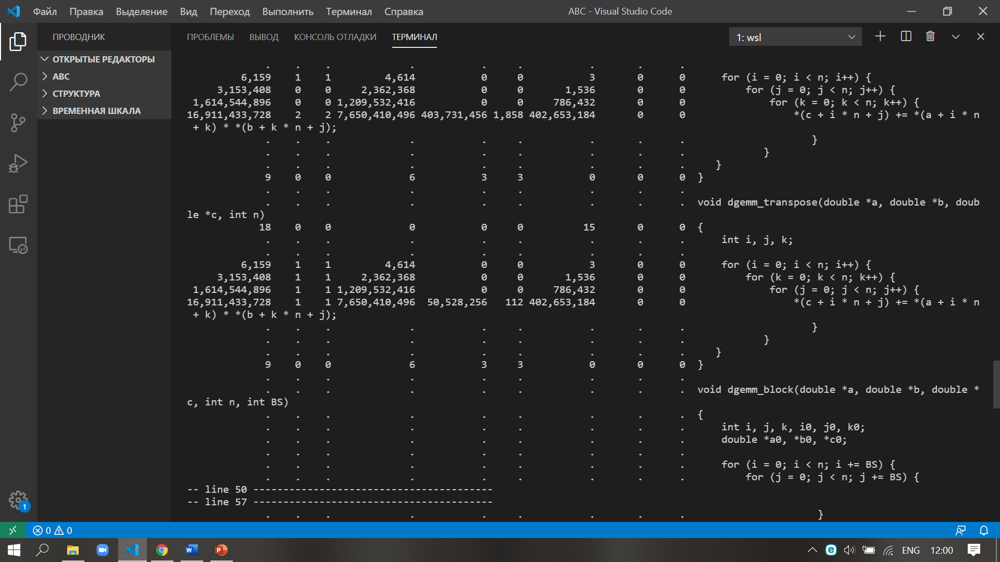 Файл Правка Выделение Вид Переход Выполнить Терминал Справка
ABC - Visual Studio Code
ПРОВОДНИК
ОТКРЫТЫЕ РЕДАКТОРЫ
ABC
СТРУКТУРА
ВРЕМЕННАЯ ШКАЛА
ПРОБЛЕМЫ ВЫВОД КОНСОЛЬ ОТЛАДКИ ТЕРМИНАЛ
1: wsl
. . . . . . . . .
6,159 1 1 4,614 0 0 3 0 0 for (i = 0; i < n; i++) {
3,153,408 0 0 2,362,368 0 0 1,536 0 0 for (j = 0; j < n; j++) {
1,614,544,896 0 0 1,209,532,416 0 0 786,432 0 0 for (k = 0; k < n; k++) {
16,911,433,728 2 2 7,650,410,496 403,731,456 1,858 402,653,184 0 0 *(c + i * n + j) += *(a + i * n
+ k) * *(b + k * n + j);
. . . . . . . . . }
. . . . . . . . . }
. . . . . . . . . }
9 0 0 6 3 3 0 0 0 }
. . . . . . . . .
. . . . . . . . . void dgemm_transpose(double *a, double *b, doub
le *c, int n)
18 0 0 0 0 0 15 0 0 {
. . . . . . . . . int i, j, k;
. . . . . . . . .
6,159 1 1 4,614 0 0 3 0 0 for (i = 0; i < n; i++) {
3,153,408 1 1 2,362,368 0 0 1,536 0 0 for (k = 0; k < n; k++) {
1,614,544,896 1 1 1,209,532,416 0 0 786,432 0 0 for (j = 0; j < n; j++) {
16,911,433,728 1 1 7,650,410,496 50,528,256 112 402,653,184 0 0 *(c + i * n + j) += *(a + i * n
+ k) * *(b + k * n + j);
. . . . . . . . . }
. . . . . . . . . }
. . . . . . . . . }
9 0 0 6 3 3 0 0 0 }
. . . . . . . . .
. . . . . . . . . void dgemm_block(double *a, double *b, double *
c, int n, int BS)
. . . . . . . . . {
. . . . . . . . . int i, j, k, i0, j0, k0;
. . . . . . . . . double *a0, *b0, *c0;
. . . . . . . . .
. . . . . . . . . for (i = 0; i < n; i += BS) {
. . . . . . . . . for (j = 0; j < n; j += BS) {
-- line 50 ----------------------------------------
-- line 57 ----------------------------------------
. . . . . . . . . }
1
0 0
ENG 12:00